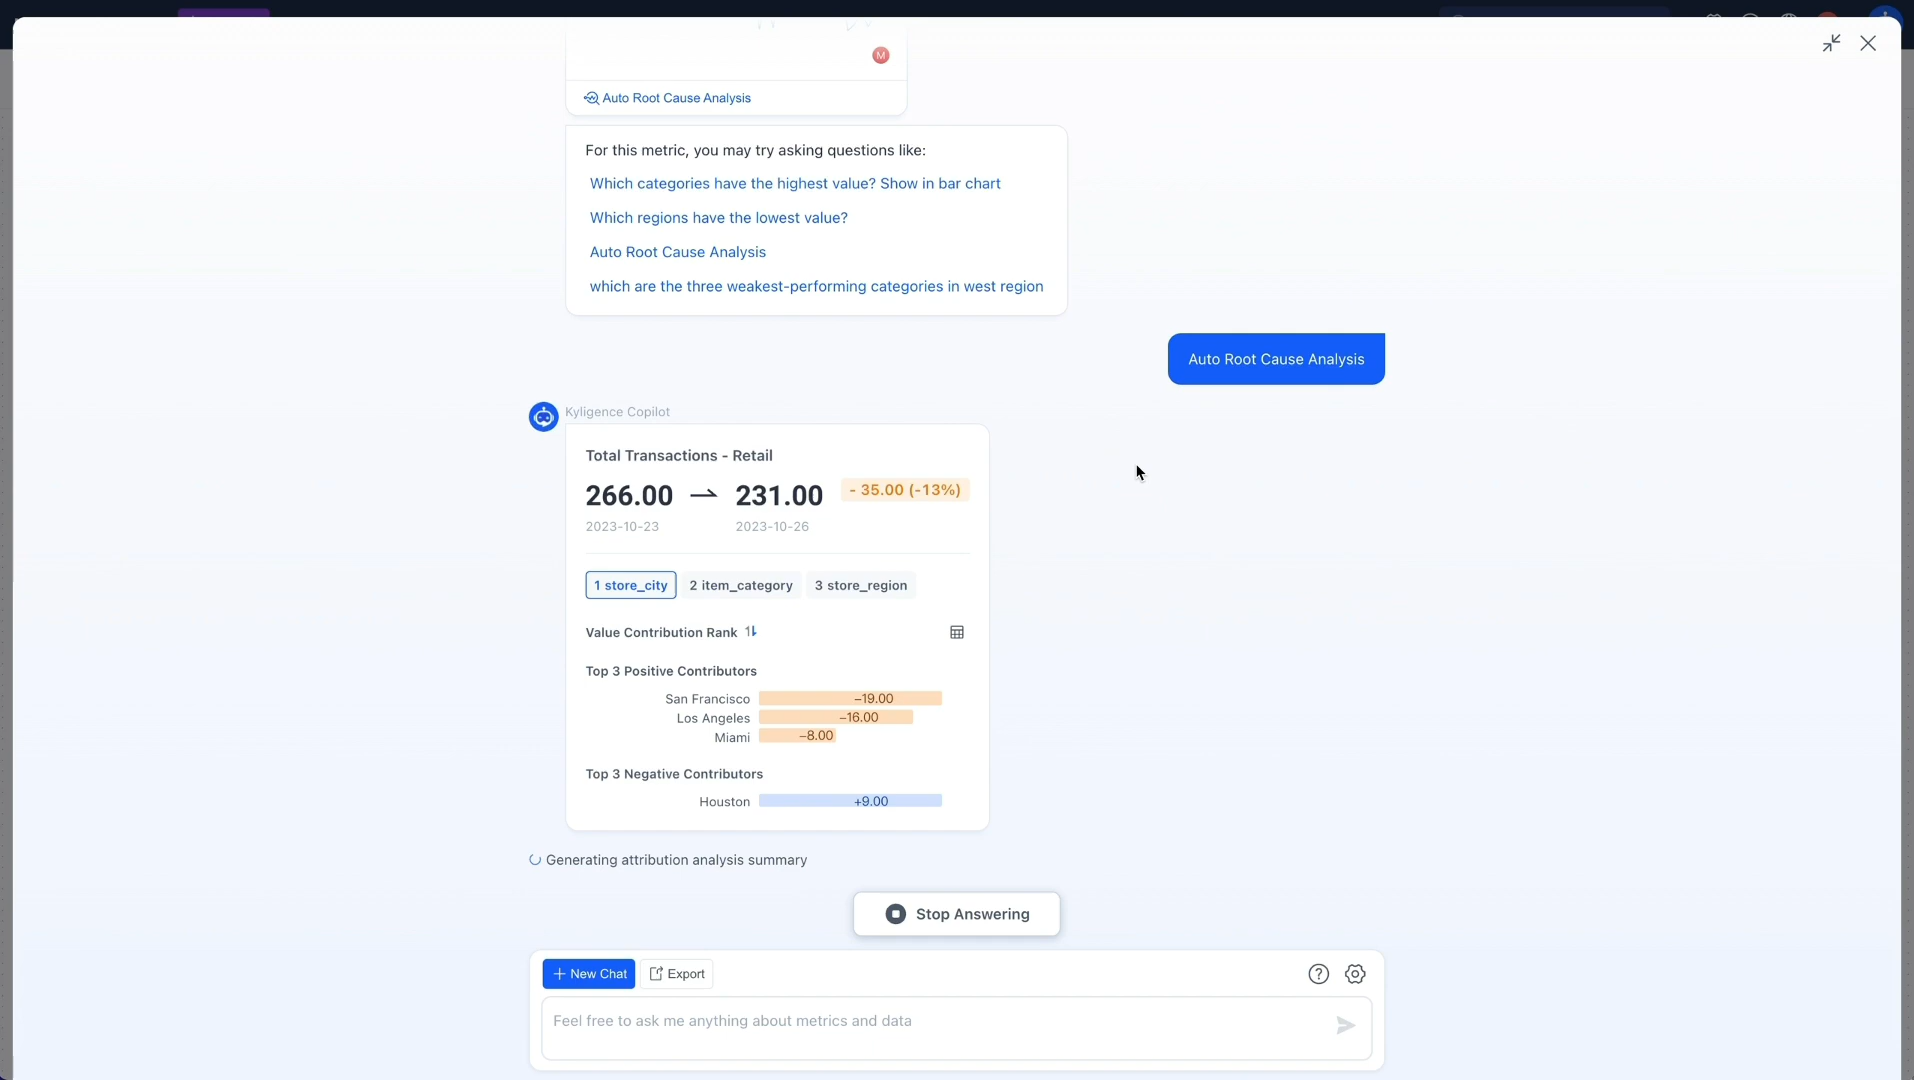 M
Auto Root Cause Analysis
For this metric, you may try asking questions like:
Which categories have the highest value? Show in bar chart
Which regions have the lowest value?
Auto Root Cause Analysis
which are the three weakest-performing categories in west region
Auto Root Cause Analysis
Kyligence Copilot
Total Transactions - Retail
266.00 → 231.00 - 35.00 (-13%)
2023-10-23 2023-10-26
1 store_city 2 item_category 3 store_region
Value Contribution Rank
Top 3 Positive Contributors
San Francisco −19.00
Los Angeles −16.00
Miami −8.00
Top 3 Negative Contributors
Houston +9.00
Generating attribution analysis summary
Stop Answering
+ New Chat Export
Feel free to ask me anything about metrics and data